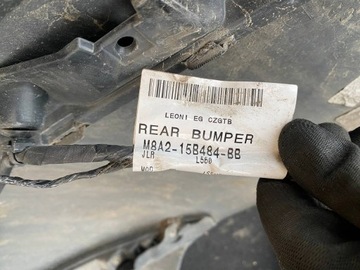 LEONI EG CZGTB
REAR BUMPER
M8A2-15B484-BB
JLR L560